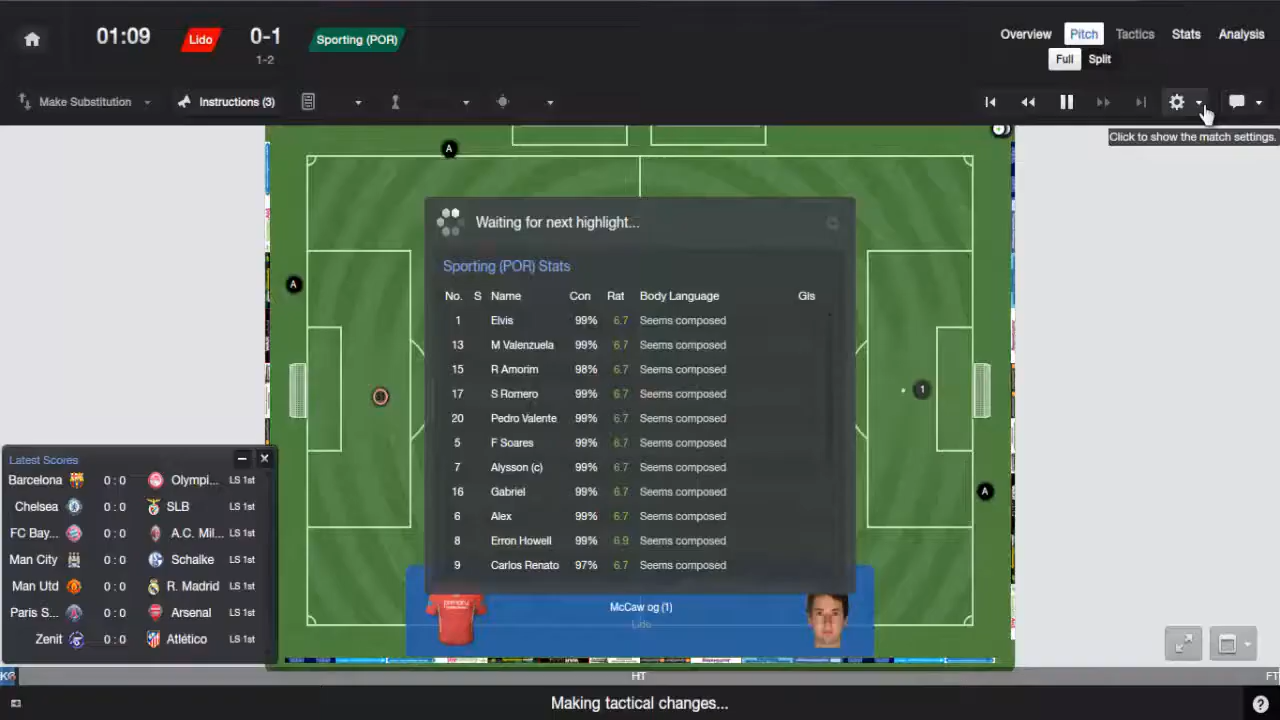 01:09 Lido 0-1 Sporting (POR)
1-2
Overview Pitch Tactics Stats Analysis
Full Split
Make Substitution Instructions (3)
Click to show the match settings.
A
A
A
1
Waiting for next highlight...
Sporting (POR) Stats
No. S Name Con Rat Body Language Gls
1 Elvis 99% 6.7 Seems composed
13 M Valenzuela 99% 6.7 Seems composed
15 R Amorim 98% 6.7 Seems composed
17 S Romero 99% 6.7 Seems composed
20 Pedro Valente 99% 6.7 Seems composed
5 F Soares 99% 6.7 Seems composed
7 Alysson (c) 99% 6.7 Seems composed
16 Gabriel 99% 6.7 Seems composed
6 Alex 99% 6.7 Seems composed
8 Erron Howell 99% 6.9 Seems composed
9 Carlos Renato 97% 6.7 Seems composed
McCaw og (1)
Lido
Latest Scores
Barcelona 0 : 0 Olympi... LS 1st
Chelsea 0 : 0 SLB LS 1st
FC Bay... 0 : 0 A.C. Mil... LS 1st
Man City 0 : 0 Schalke LS 1st
Man Utd 0 : 0 R. Madrid LS 1st
Paris S... 0 : 0 Arsenal LS 1st
Zenit 0 : 0 Atlético LS 1st
HT FT
Making tactical changes...
?